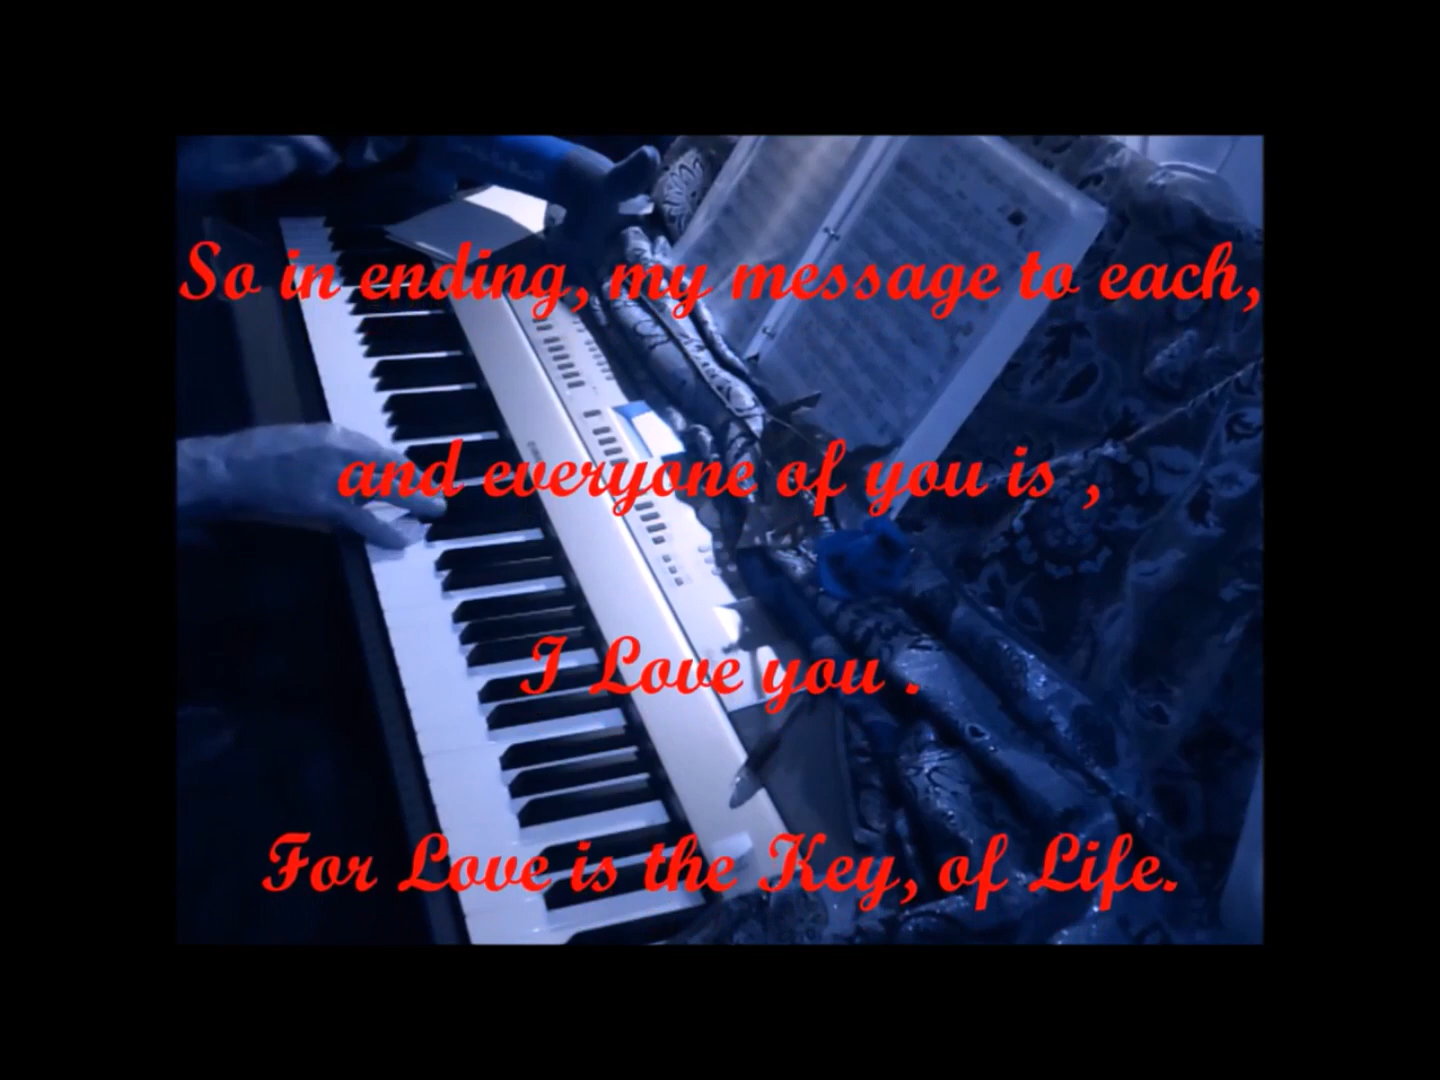 So in ending, my message to each,
and everyone of you is ,
I Love you .
For Love is the Key, of Life.